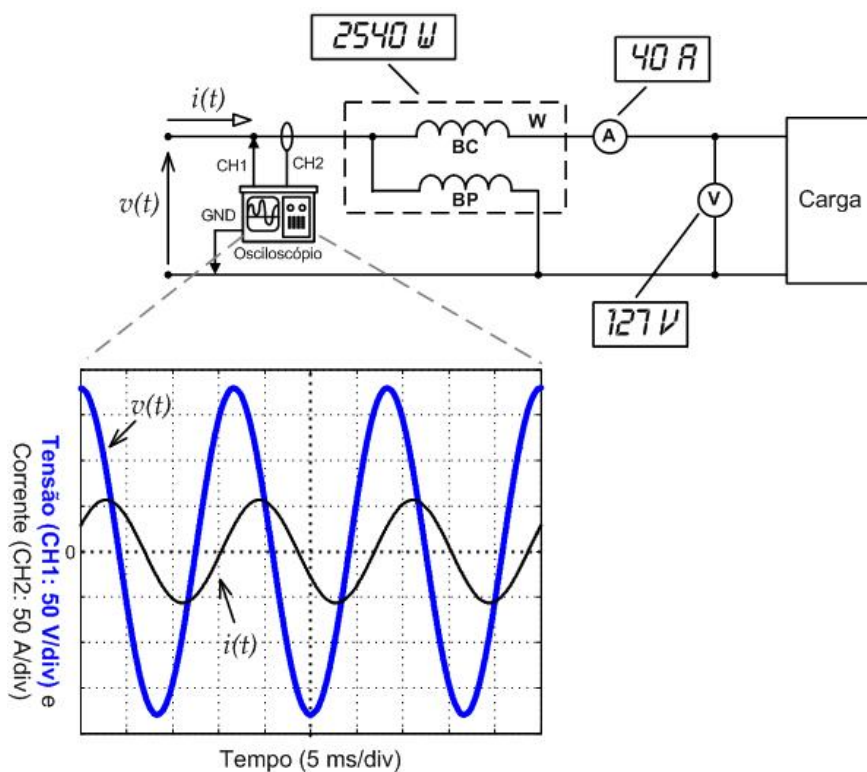 2540 W
40 A
i(t)
W
BC
A
CH1
CH2
BP
v(t)
GND
V
Carga
Osciloscópio
127 V
v(t)
Tensão (CH1: 50 V/div) e
Corrente (CH2: 50 A/div)
0
i(t)
Tempo (5 ms/div)